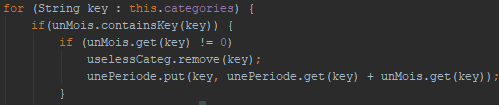 for (String key : this.categories) {
    if(unMois.containsKey(key)) {
        if (unMois.get(key) != 0)
            uselessCateg.remove(key);
            unePeriode.put(key, unePeriode.get(key) + unMois.get(key));
        }